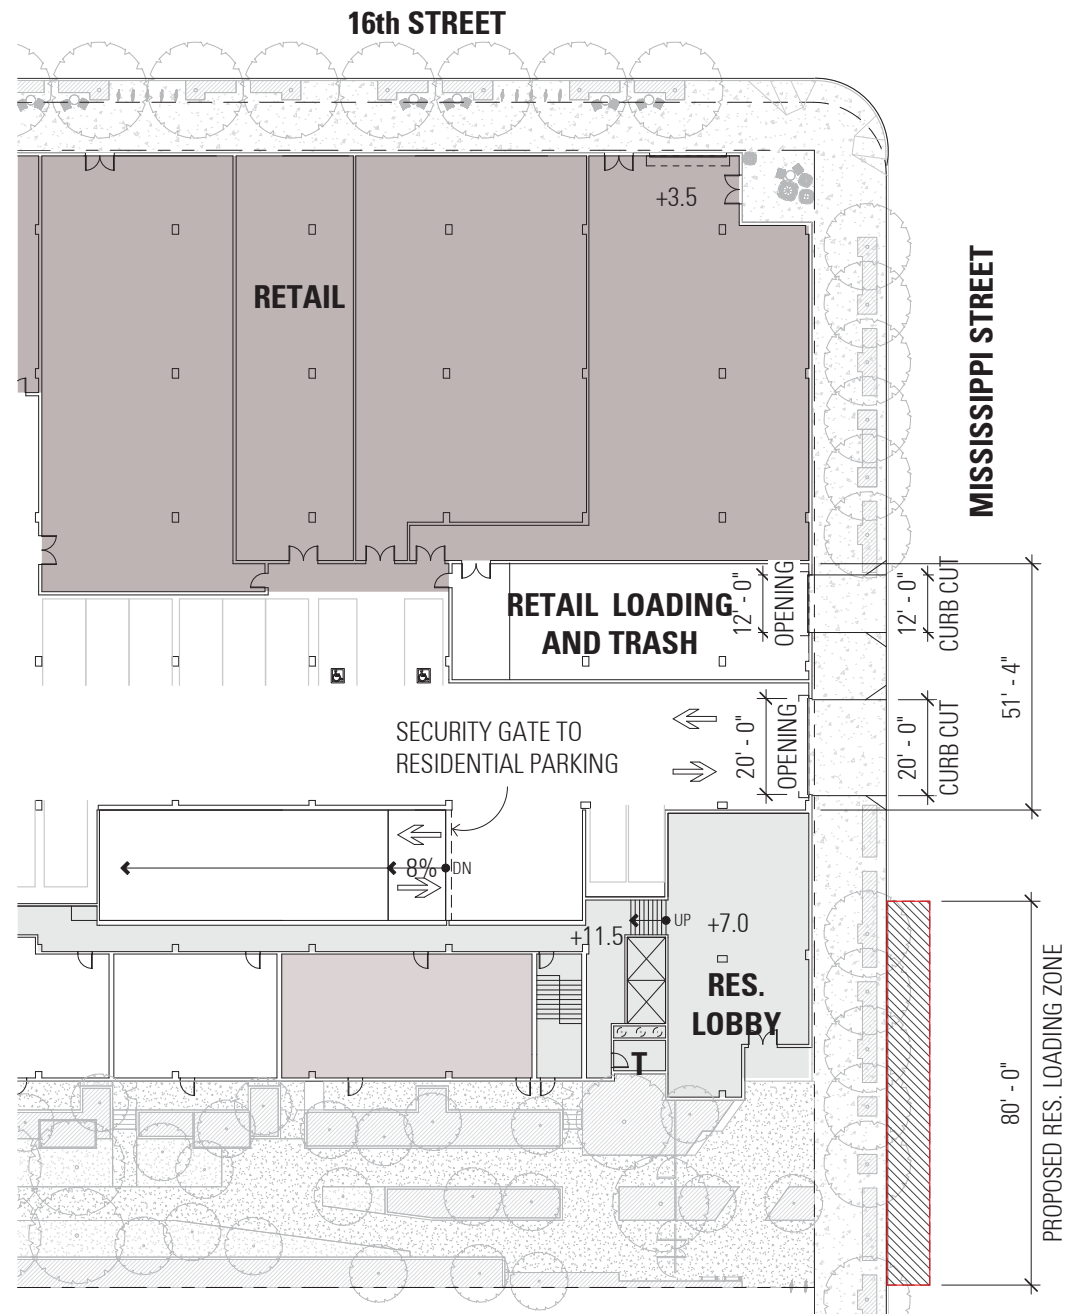 16th STREET
+3.5
RETAIL
MISSISSIPPI STREET
RETAIL LOADING
AND TRASH
12' - 0"
OPENING
12' - 0"
CURB CUT
51' - 4"
SECURITY GATE TO
RESIDENTIAL PARKING
20' - 0"
OPENING
20' - 0"
CURB CUT
8%
DN
UP
+7.0
+11.5
RES.
LOBBY
T
80' - 0"
PROPOSED RES. LOADING ZONE